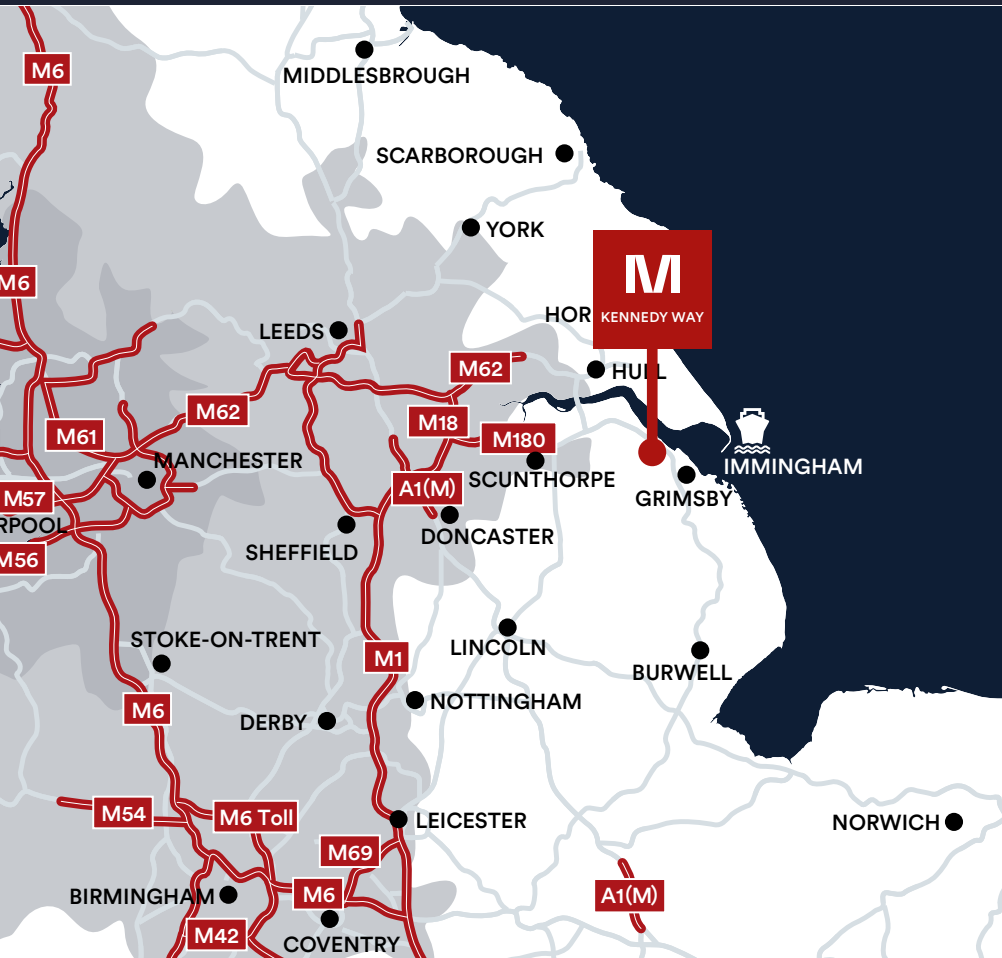 M6
MIDDLESBROUGH
SCARBOROUGH
YORK
M
KENNEDY WAY
M6
HOR
LEEDS
M62
HULL
M62
M18
M180
M61
MANCHESTER
IMMINGHAM
SCUNTHORPE
A1(M)
GRIMSBY
M57
RPOOL
DONCASTER
SHEFFIELD
M56
STOKE-ON-TRENT
LINCOLN
M1
BURWELL
NOTTINGHAM
M6
DERBY
M54
M6 Toll
LEICESTER
NORWICH
M69
BIRMINGHAM
M6
A1(M)
M42
COVENTRY